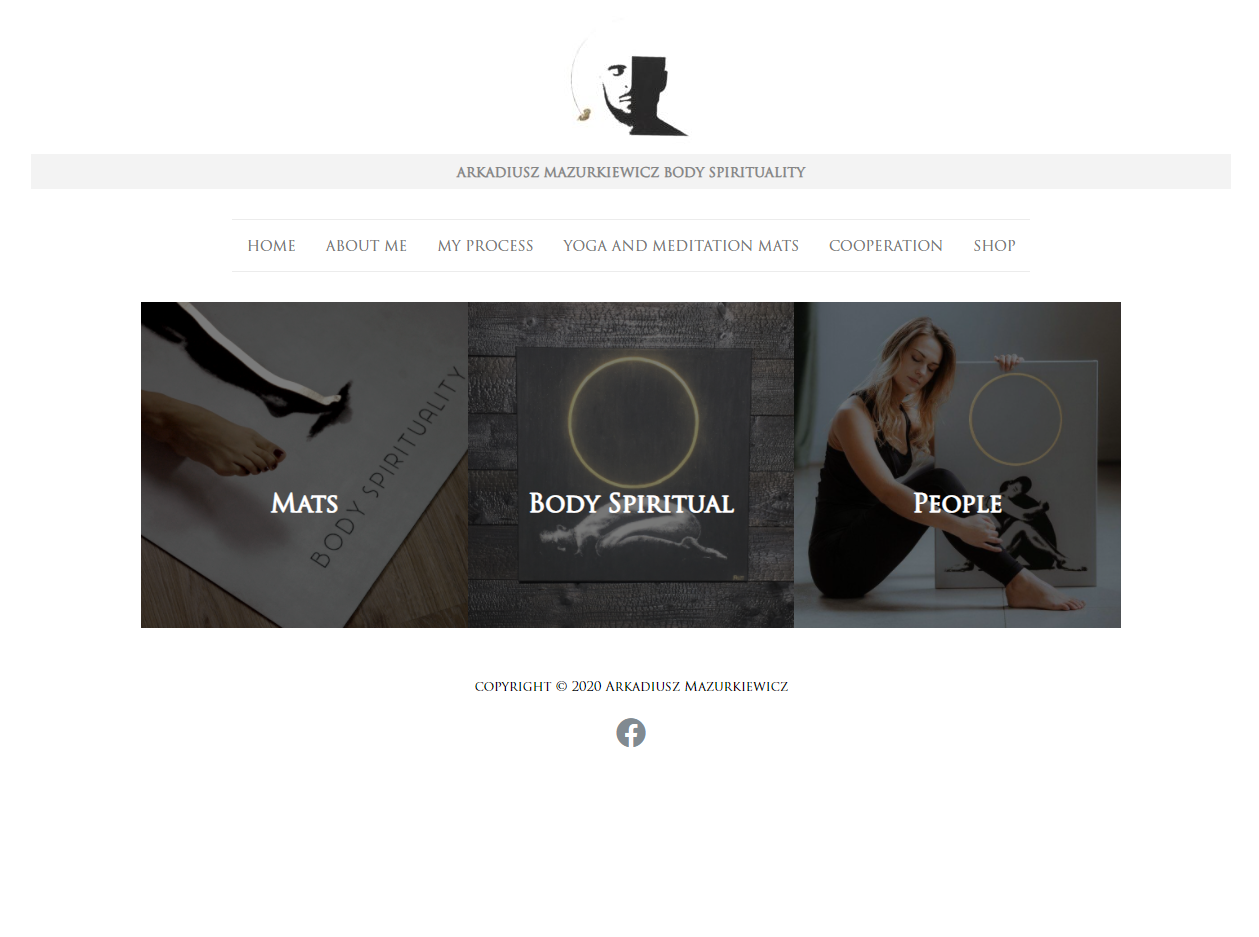 ARKADIUSZ MAZURKIEWICZ BODY SPIRITUALITY
HOME ABOUT ME MY PROCESS YOGA AND MEDITATION MATS COOPERATION SHOP
BODY SPIRITUALITY
Mats
Body Spiritual
People
copyright © 2020 Arkadiusz Mazurkiewicz